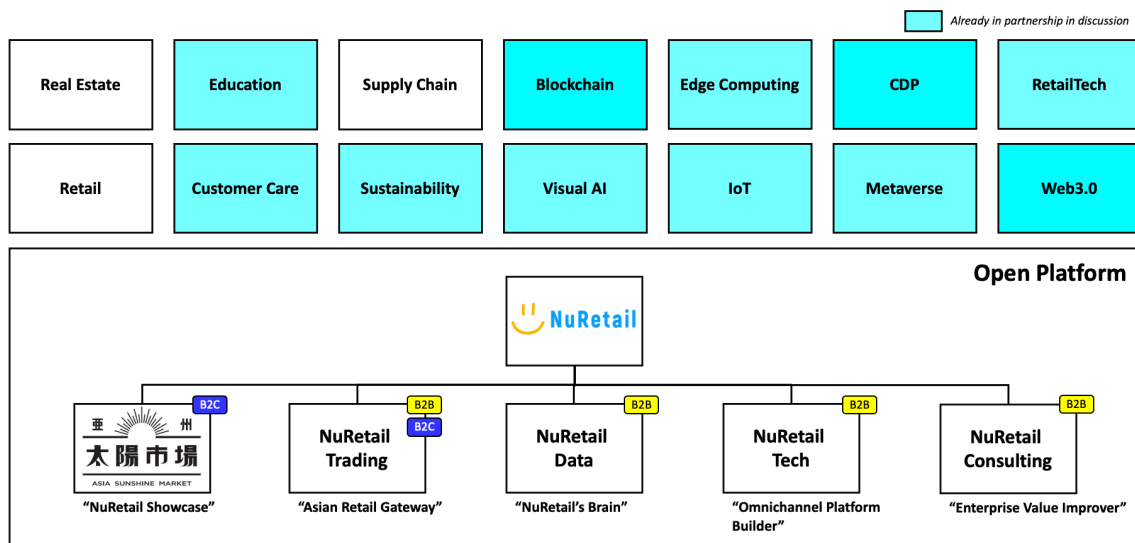 Already in partnership in discussion
Real Estate
Education
Supply Chain
Blockchain
Edge Computing
CDP
RetailTech
Retail
Customer Care
Sustainability
Visual AI
IoT
Metaverse
Web3.0
Open Platform
NuRetail
B2C
亜 州
太陽市場
ASIA SUNSHINE MARKET
“NuRetail Showcase”
B2B
B2C
NuRetail
Trading
“Asian Retail Gateway”
B2B
NuRetail
Data
“NuRetail’s Brain”
B2B
NuRetail
Tech
“Omnichannel Platform
Builder”
B2B
NuRetail
Consulting
“Enterprise Value Improver”